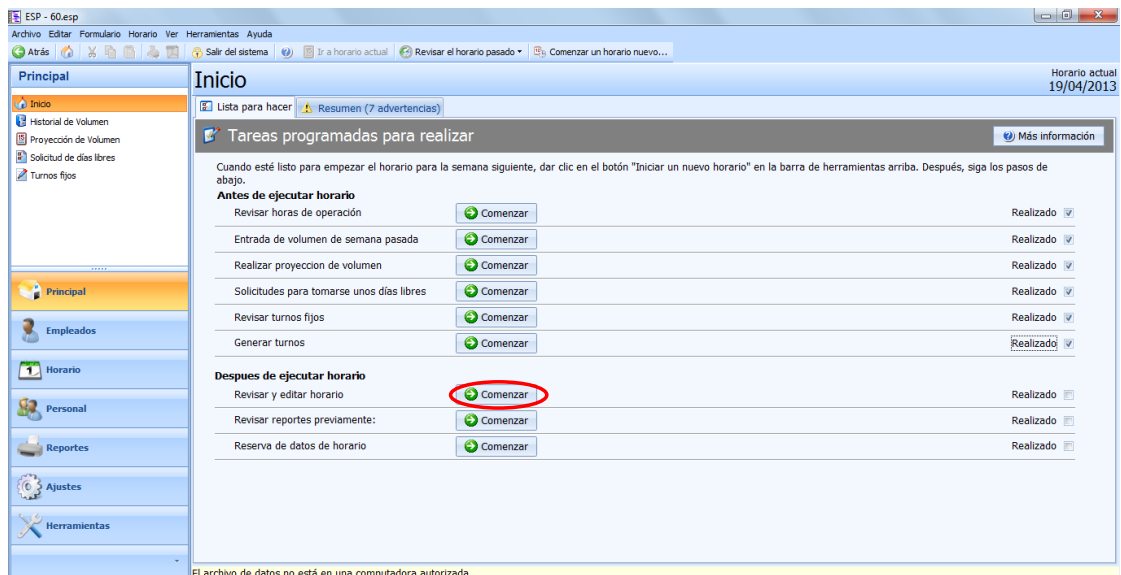 ESP - 60.esp
Archivo Editar Formulario Horario Ver Herramientas Ayuda
Atrás Salir del sistema Ir a horario actual Revisar el horario pasado Comenzar un horario nuevo...
Principal
Inicio
Historial de Volumen
Proyección de Volumen
Solicitud de días libres
Turnos fijos
Principal
Empleados
Horario
Personal
Reportes
Ajustes
Herramientas
Inicio
Horario actual
19/04/2013
Lista para hacer Resumen (7 advertencias)
Tareas programadas para realizar
Más información
Cuando esté listo para empezar el horario para la semana siguiente, dar clic en el botón "Iniciar un nuevo horario" en la barra de herramientas arriba. Después, siga los pasos de
abajo.
Antes de ejecutar horario
Revisar horas de operación Comenzar Realizado
Entrada de volumen de semana pasada Comenzar Realizado
Realizar proyeccion de volumen Comenzar Realizado
Solicitudes para tomarse unos días libres Comenzar Realizado
Revisar turnos fijos Comenzar Realizado
Generar turnos Comenzar Realizado
Despues de ejecutar horario
Revisar y editar horario Comenzar Realizado
Revisar reportes previamente: Comenzar Realizado
Reserva de datos de horario Comenzar Realizado
El archivo de datos no está en una computadora autorizada